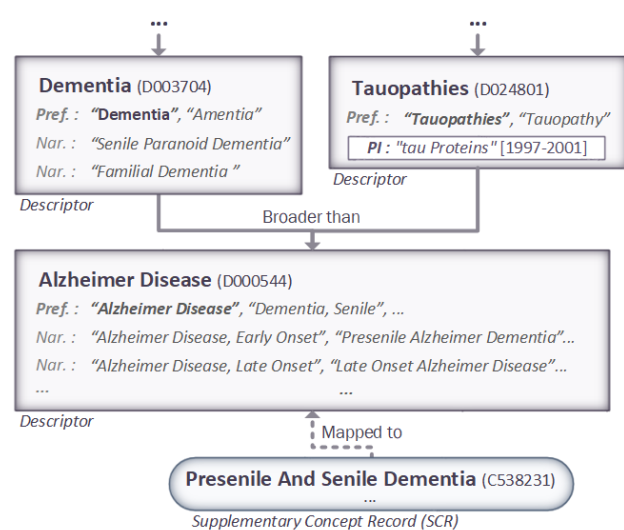 ... ...
Dementia (D003704)
Pref. : “Dementia”, “Amentia”
Nar. : “Senile Paranoid Dementia”
Nar. : “Familial Dementia ”
Descriptor
Tauopathies (D024801)
Pref. : “Tauopathies”, “Tauopathy”
PI : "tau Proteins" [1997-2001]
Descriptor
Broader than
Alzheimer Disease (D000544)
Pref. : “Alzheimer Disease”, “Dementia, Senile”, ...
Nar. : “Alzheimer Disease, Early Onset”, “Presenile Alzheimer Dementia”...
Nar. : “Alzheimer Disease, Late Onset”, “Late Onset Alzheimer Disease”...
... ...
Descriptor
Mapped to
Presenile And Senile Dementia (C538231)
...
Supplementary Concept Record (SCR)